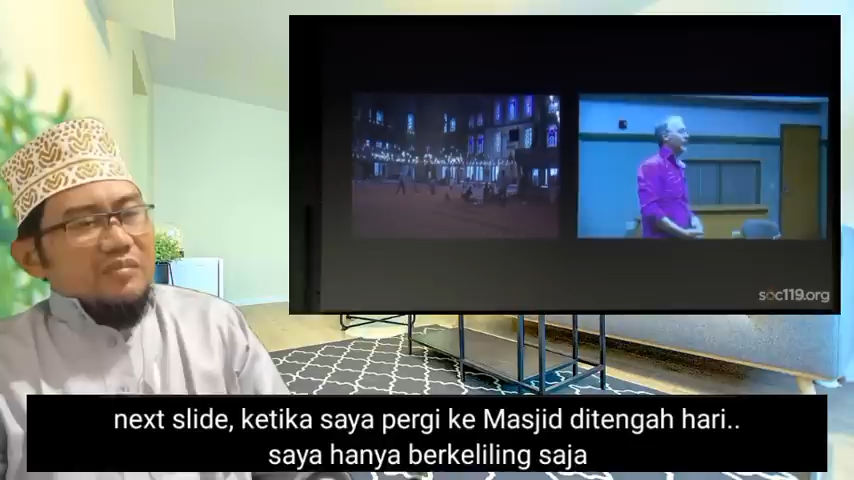 soc119.org
next slide, ketika saya pergi ke Masjid ditengah hari..
saya hanya berkeliling saja